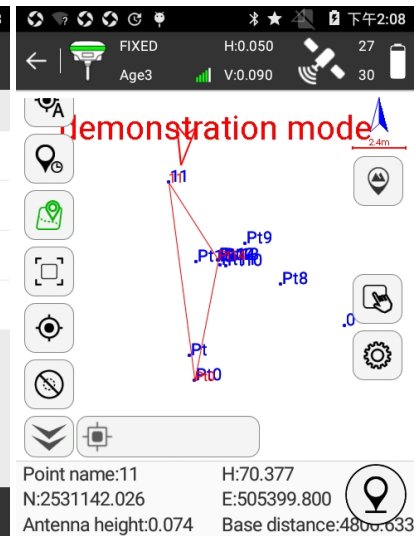 下午2:08
FIXED H:0.050 27
Age3 V:0.090 30
A
demonstration mode
2.4m
11
Pt9
Pt8
.0
Pt
Pt0
Point name:11 H:70.377
N:2531142.026 E:505399.800
Antenna height:0.074 Base distance:4800.633